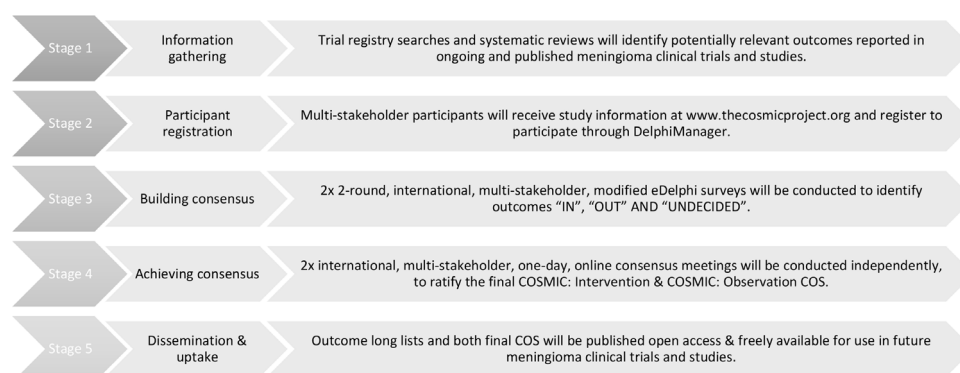 Stage 1
Information
gathering
Trial registry searches and systematic reviews will identify potentially relevant outcomes reported in
ongoing and published meningioma clinical trials and studies.
Stage 2
Participant
registration
Multi-stakeholder participants will receive study information at www.thecosmicproject.org and register to
participate through DelphiManager.
Stage 3
Building consensus
2x 2-round, international, multi-stakeholder, modified eDelphi surveys will be conducted to identify
outcomes “IN”, “OUT” AND “UNDECIDED”.
Stage 4
Achieving consensus
2x international, multi-stakeholder, one-day, online consensus meetings will be conducted independently,
to ratify the final COSMIC: Intervention & COSMIC: Observation COS.
Stage 5
Dissemination &
uptake
Outcome long lists and both final COS will be published open access & freely available for use in future
meningioma clinical trials and studies.